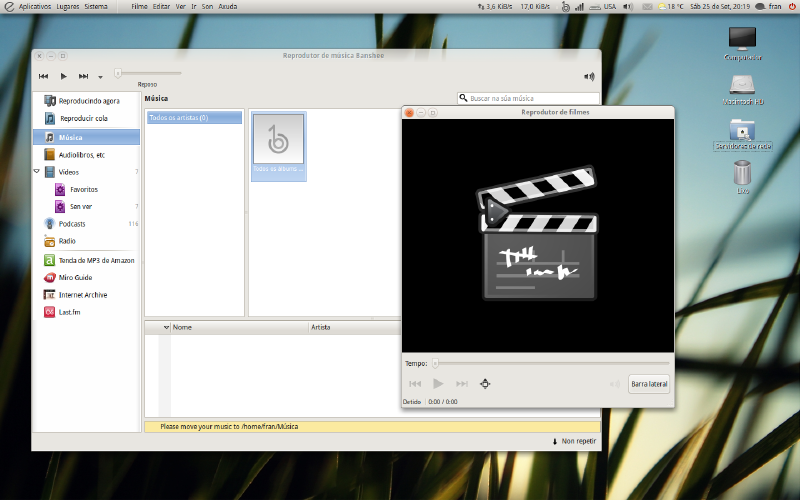 Aplicativos Lugares Sistema Filme Editar Ver Ir Son Axuda 3,6 KiB/s 17,0 KiB/s USA 18 °C Sáb 25 de Set, 20:19 fran
Reprodutor de música Banshee
Reposo
Reproducindo agora
Reproducir cola
Música
Audiolibros, etc
Vídeos 7
Favoritos
Sen ver 7
Podcasts 116
Radio
Tenda de MP3 de Amazon
Miro Guide
Internet Archive
Last.fm
Música
Buscar na súa música
Todos os artistas (0)
Todos os álbums ...
Nome Artista
Please move your music to /home/fran/Música
Non repetir
Reprodutor de filmes
Tempo:
Barra lateral
Detido 0:00 / 0:00
Computador
Macintosh HD
Servidores de rede
Lixo